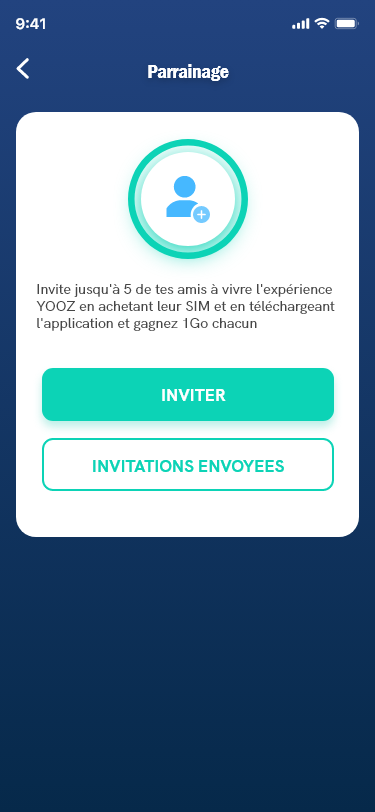 9:41
Parrainage
Invite jusqu'à 5 de tes amis à vivre l'expérience
YOOZ en achetant leur SIM et en téléchargeant
l'application et gagnez 1Go chacun
INVITER
INVITATIONS ENVOYEES